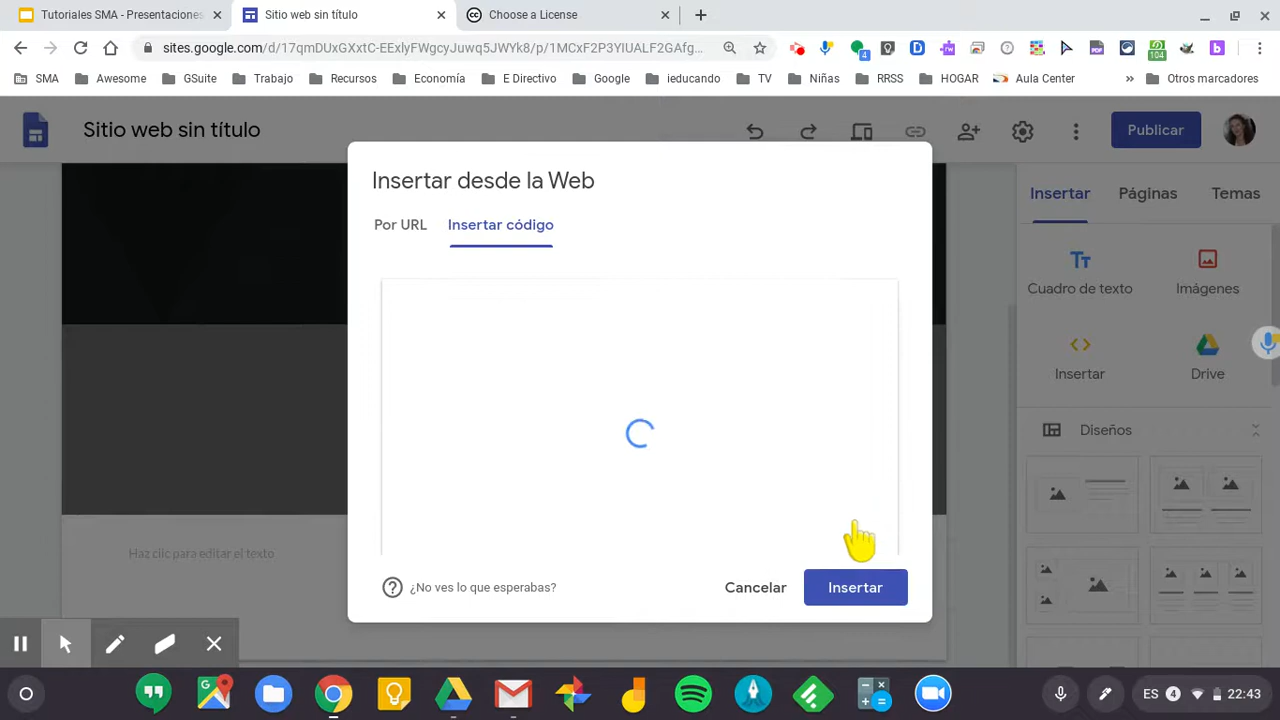 Tutoriales SMA - Presentaciones
Sitio web sin título
Choose a License
sites.google.com/d/17qmDUxGXxtC-EExlyFWgcyJuwq5JWYk8/p/1MCxF2P3YIUALF2GAfg...
SMA
Awesome
GSuite
Trabajo
Recursos
Economía
E Directivo
Google
ieducando
TV
Niñas
RRSS
HOGAR
Aula Center
»
Otros marcadores
Sitio web sin título
Publicar
Insertar desde la Web
Por URL
Insertar código
¿No ves lo que esperabas?
Cancelar
Insertar
Insertar
Páginas
Temas
Cuadro de texto
Imágenes
Insertar
Drive
Diseños
Haz clic para editar el texto
ES
4
22:43